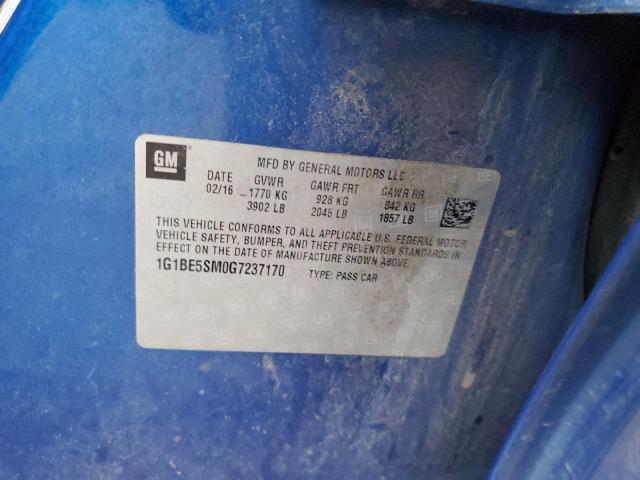 GM
MFD BY GENERAL MOTORS LLC
DATE GVWR GAWR FRT GAWR RR
02/16 1770 KG 928 KG 842 KG
3902 LB 2045 LB 1857 LB
THIS VEHICLE CONFORMS TO ALL APPLICABLE U.S. FEDERAL MOTOR
VEHICLE SAFETY, BUMPER, AND THEFT PREVENTION STANDARDS IN
EFFECT ON THE DATE OF MANUFACTURE SHOWN ABOVE.
1G1BE5SM0G7237170 TYPE: PASS CAR